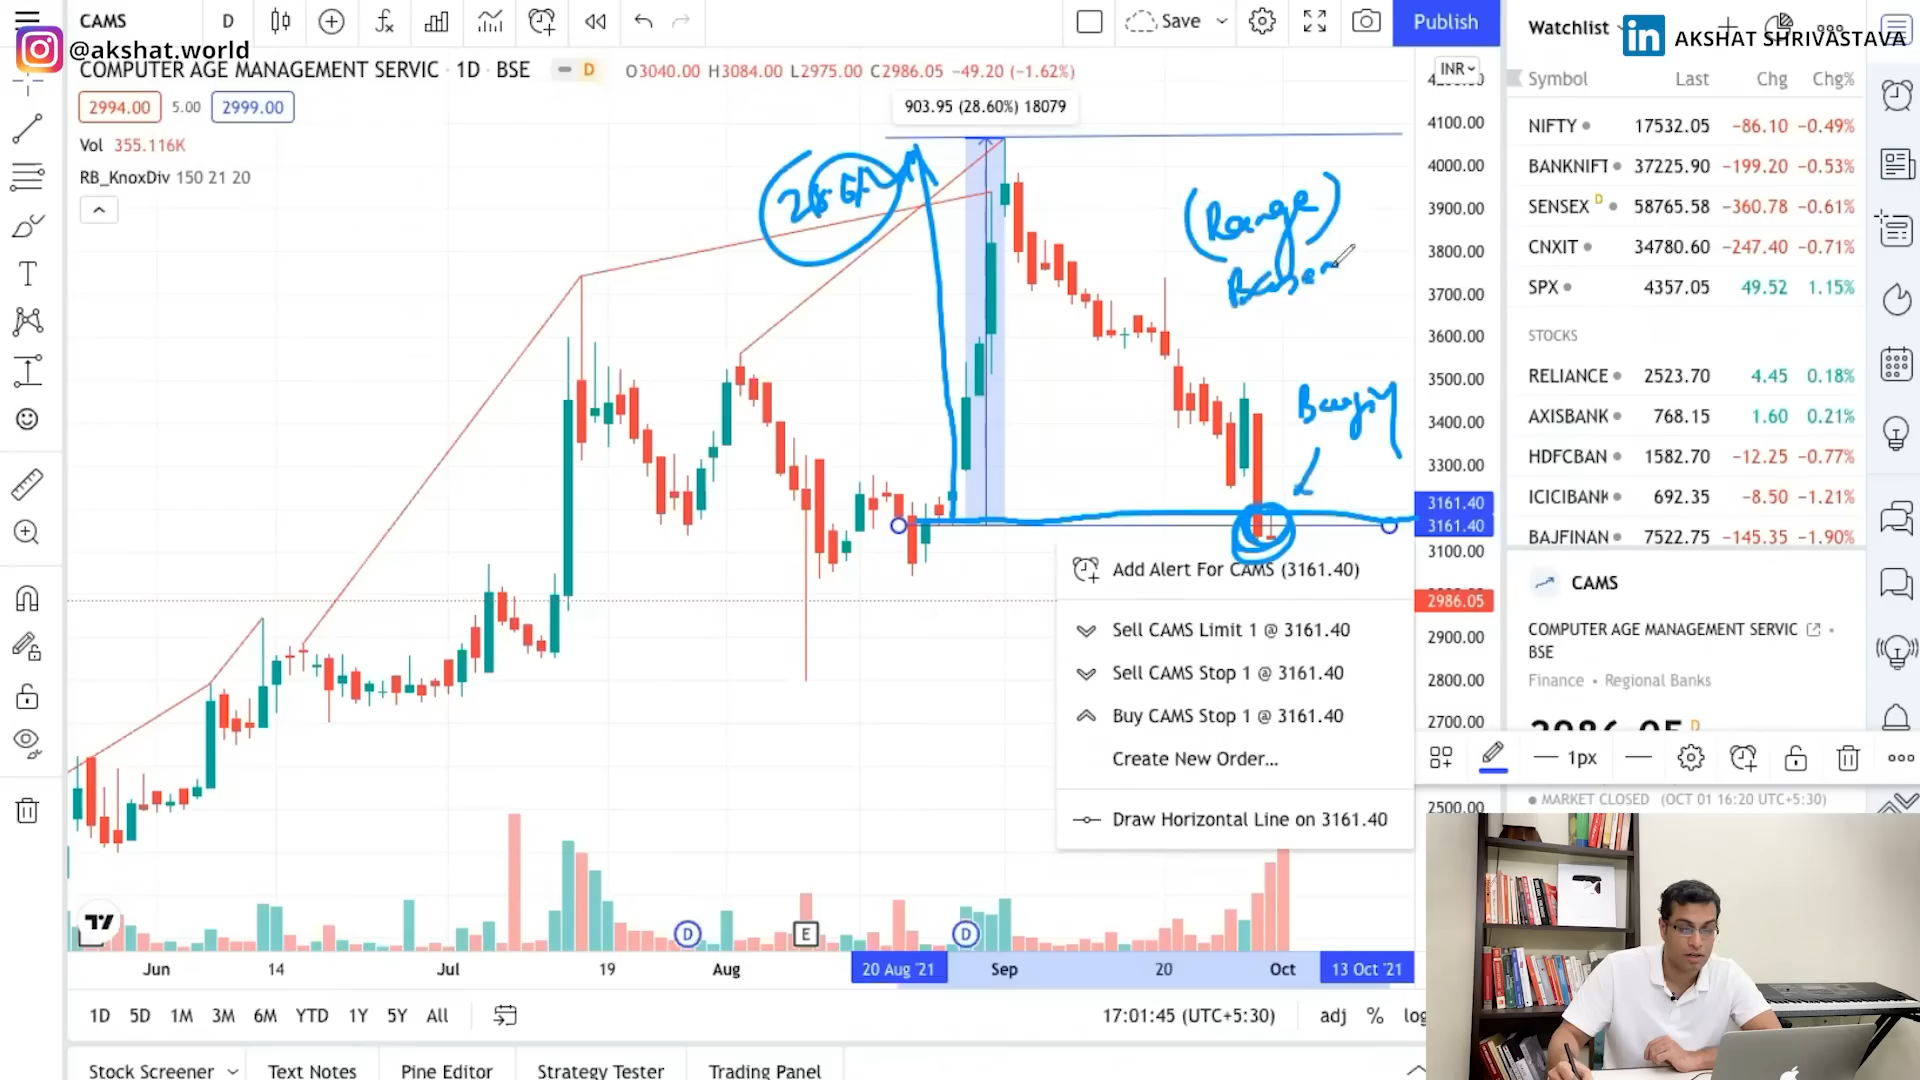 CAMS D Save Publish
@akshat.world
COMPUTER AGE MANAGEMENT SERVIC · 1D · BSE D O3040.00 H3084.00 L2975.00 C2986.05 −49.20 (−1.62%)
2994.00 5.00 2999.00
903.95 (28.60%) 18079
Vol 355.116K
RB_KnoxDiv 150 21 20
INR
4100.00
4000.00
3900.00
3800.00
3700.00
3600.00
3500.00
3400.00
3300.00
3161.40
3161.40
3100.00
2986.05
2900.00
2800.00
2700.00
2500.00
(Range)
Add Alert For CAMS (3161.40)
Sell CAMS Limit 1 @ 3161.40
Sell CAMS Stop 1 @ 3161.40
Buy CAMS Stop 1 @ 3161.40
Create New Order...
Draw Horizontal Line on 3161.40
D E D
Jun 14 Jul 19 Aug 20 Aug '21 Sep 20 Oct 13 Oct '21
1D 5D 1M 3M 6M YTD 1Y 5Y All 17:01:45 (UTC+5:30) adj % log
Stock Screener Text Notes Pine Editor Strategy Tester Trading Panel
Watchlist in AKSHAT SHRIVASTAVA
Symbol Last Chg Chg%
NIFTY 17532.05 −86.10 −0.49%
BANKNIFT 37225.90 −199.20 −0.53%
SENSEX D 58765.58 −360.78 −0.61%
CNXIT 34780.60 −247.40 −0.71%
SPX 4357.05 49.52 1.15%
STOCKS
RELIANCE 2523.70 4.45 0.18%
AXISBANK 768.15 1.60 0.21%
HDFCBAN 1582.70 −12.25 −0.77%
ICICIBANK 692.35 −8.50 −1.21%
BAJFINAN 7522.75 −145.35 −1.90%
CAMS
COMPUTER AGE MANAGEMENT SERVIC
BSE
Finance • Regional Banks
2986.05 D
1px
MARKET CLOSED (OCT 01 16:20 UTC+5:30)